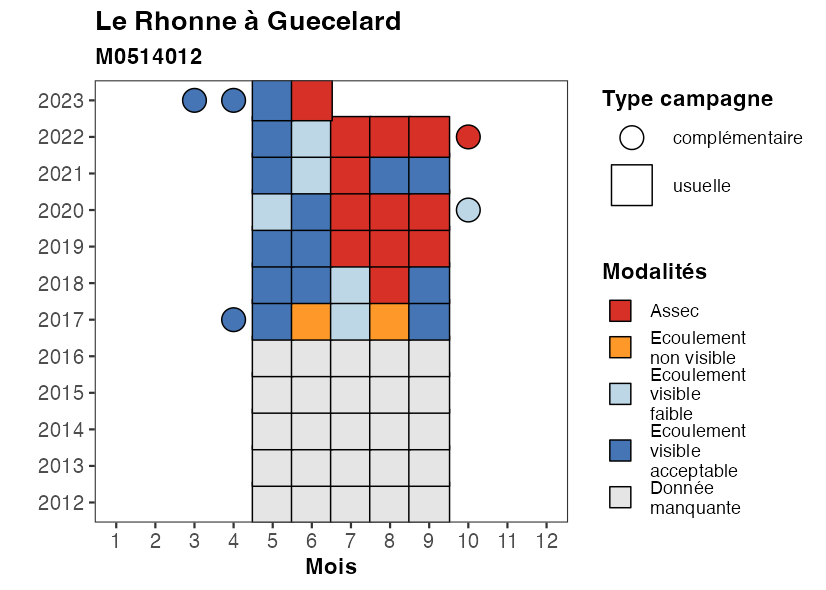 Le Rhonne à Guecelard
M0514012
2023
2022
2021
2020
2019
2018
2017
2016
2015
2014
2013
2012
1 2 3 4 5 6 7 8 9 10 11 12
Mois
Type campagne
complémentaire
usuelle
Modalités
Assec
Ecoulement
non visible
Ecoulement
visible
faible
Ecoulement
visible
acceptable
Donnée
manquante